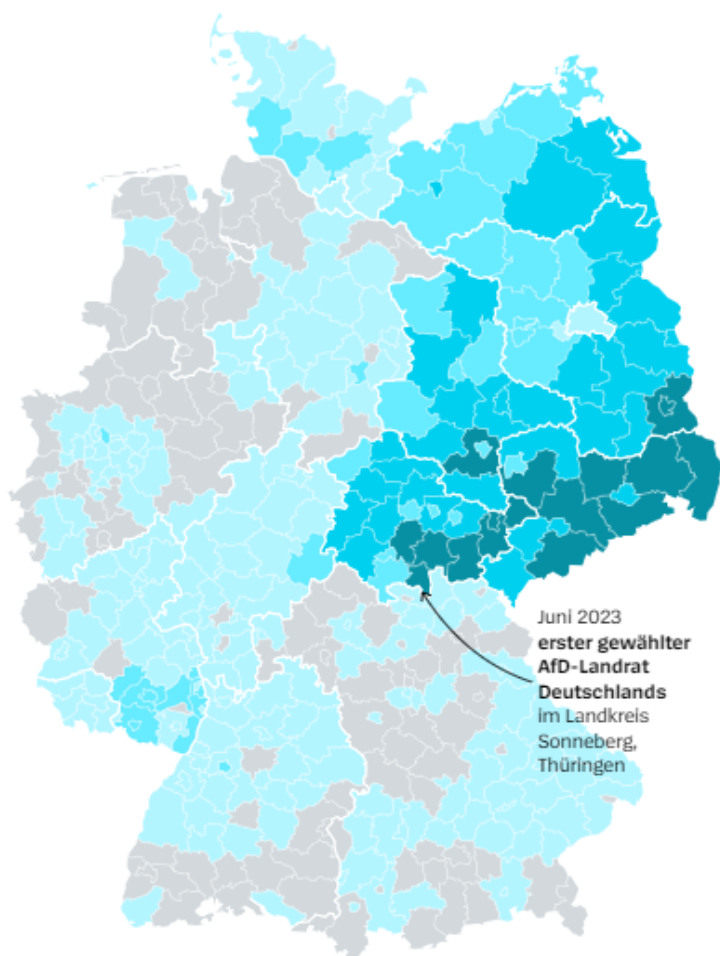 Juni 2023
erster gewählter
AfD-Landrat
Deutschlands
im Landkreis
Sonneberg,
Thüringen